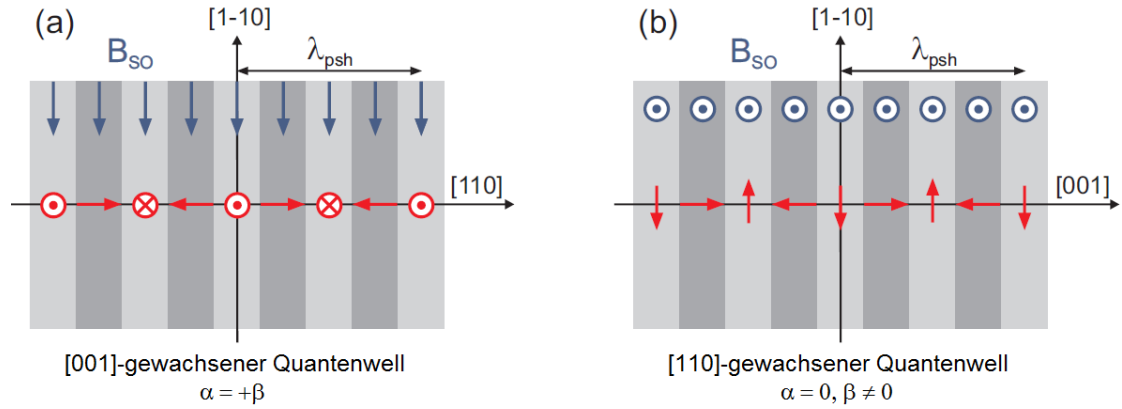 (a)
[1-10]
B_SO
λ_psh
[110]
[001]-gewachsener Quantenwell
α = +β
(b)
[1-10]
B_SO
λ_psh
[001]
[110]-gewachsener Quantenwell
α = 0, β ≠ 0